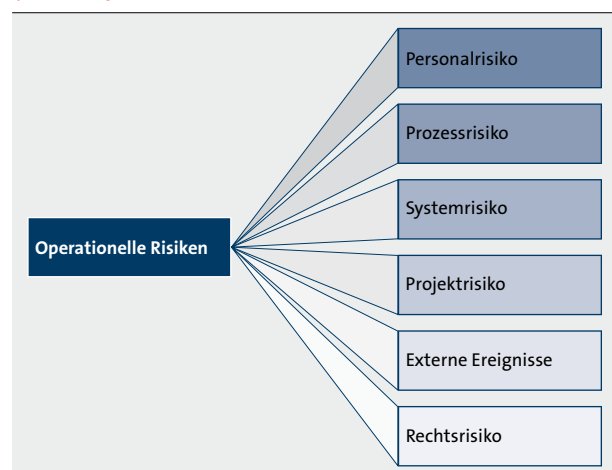 Personalrisiko
Prozessrisiko
Systemrisiko
Operationelle Risiken
Projektrisiko
Externe Ereignisse
Rechtsrisiko